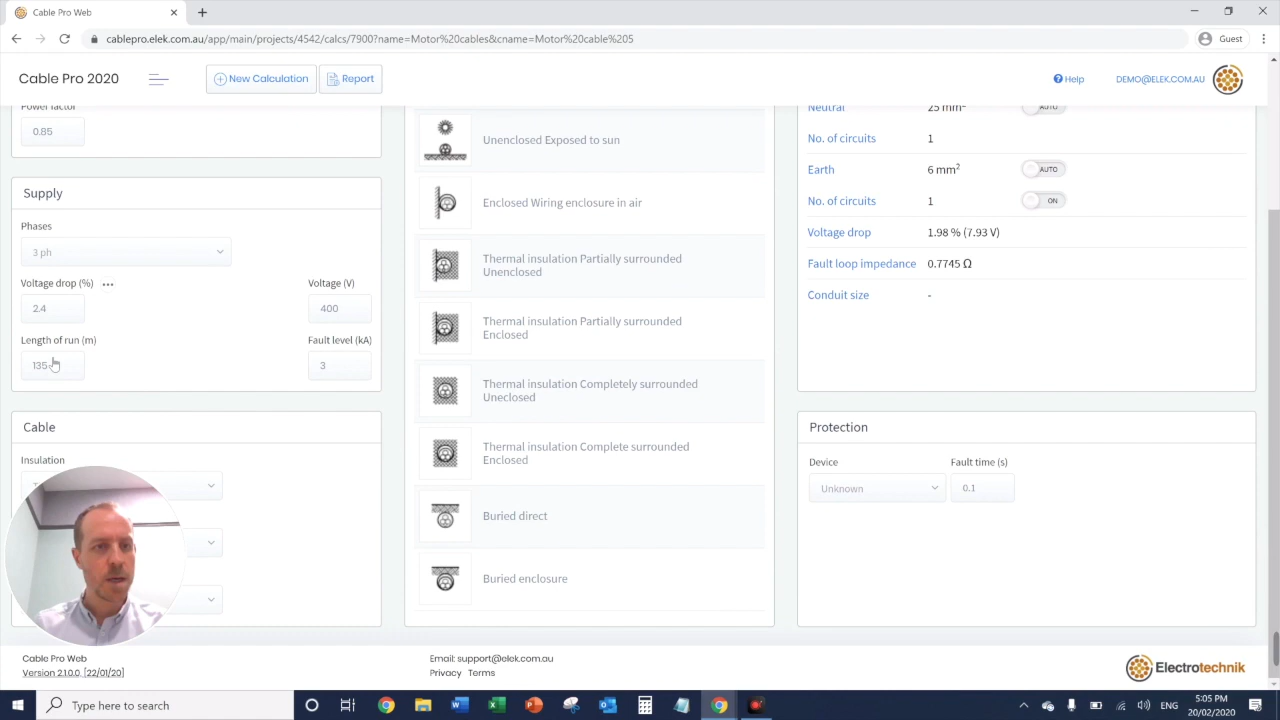 Cable Pro Web
cablepro.elek.com.au/app/main/projects/4542/calcs/7900?name=Motor%20cables&cname=Motor%20cable%205
Guest
Cable Pro 2020
New Calculation
Report
Help
DEMO@ELEK.COM.AU
Power factor
0.85
Supply
Phases
3 ph
Voltage drop (%)
Voltage (V)
2.4
400
Length of run (m)
Fault level (kA)
135
3
Cable
Insulation
Unenclosed Exposed to sun
Enclosed Wiring enclosure in air
Thermal insulation Partially surrounded
Unenclosed
Thermal insulation Partially surrounded
Enclosed
Thermal insulation Completely surrounded
Uneclosed
Thermal insulation Complete surrounded
Enclosed
Buried direct
Buried enclosure
Neutral 25 mm² AUTO
No. of circuits 1
Earth 6 mm² AUTO
No. of circuits 1 ON
Voltage drop 1.98 % (7.93 V)
Fault loop impedance 0.7745 Ω
Conduit size -
Protection
Device
Fault time (s)
Unknown
0.1
Cable Pro Web
Version 2.10.0, [22/01/20]
Email: support@elek.com.au
Privacy Terms
Electrotechnik
Type here to search
ENG
5:05 PM
20/02/2020